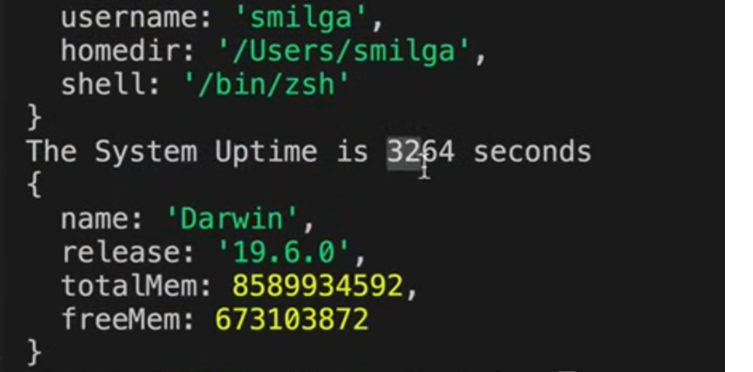 username: 'smilga',
homedir: '/Users/smilga',
shell: '/bin/zsh'
}
The System Uptime is 3264 seconds
{
name: 'Darwin',
release: '19.6.0',
totalMem: 8589934592,
freeMem: 673103872
}